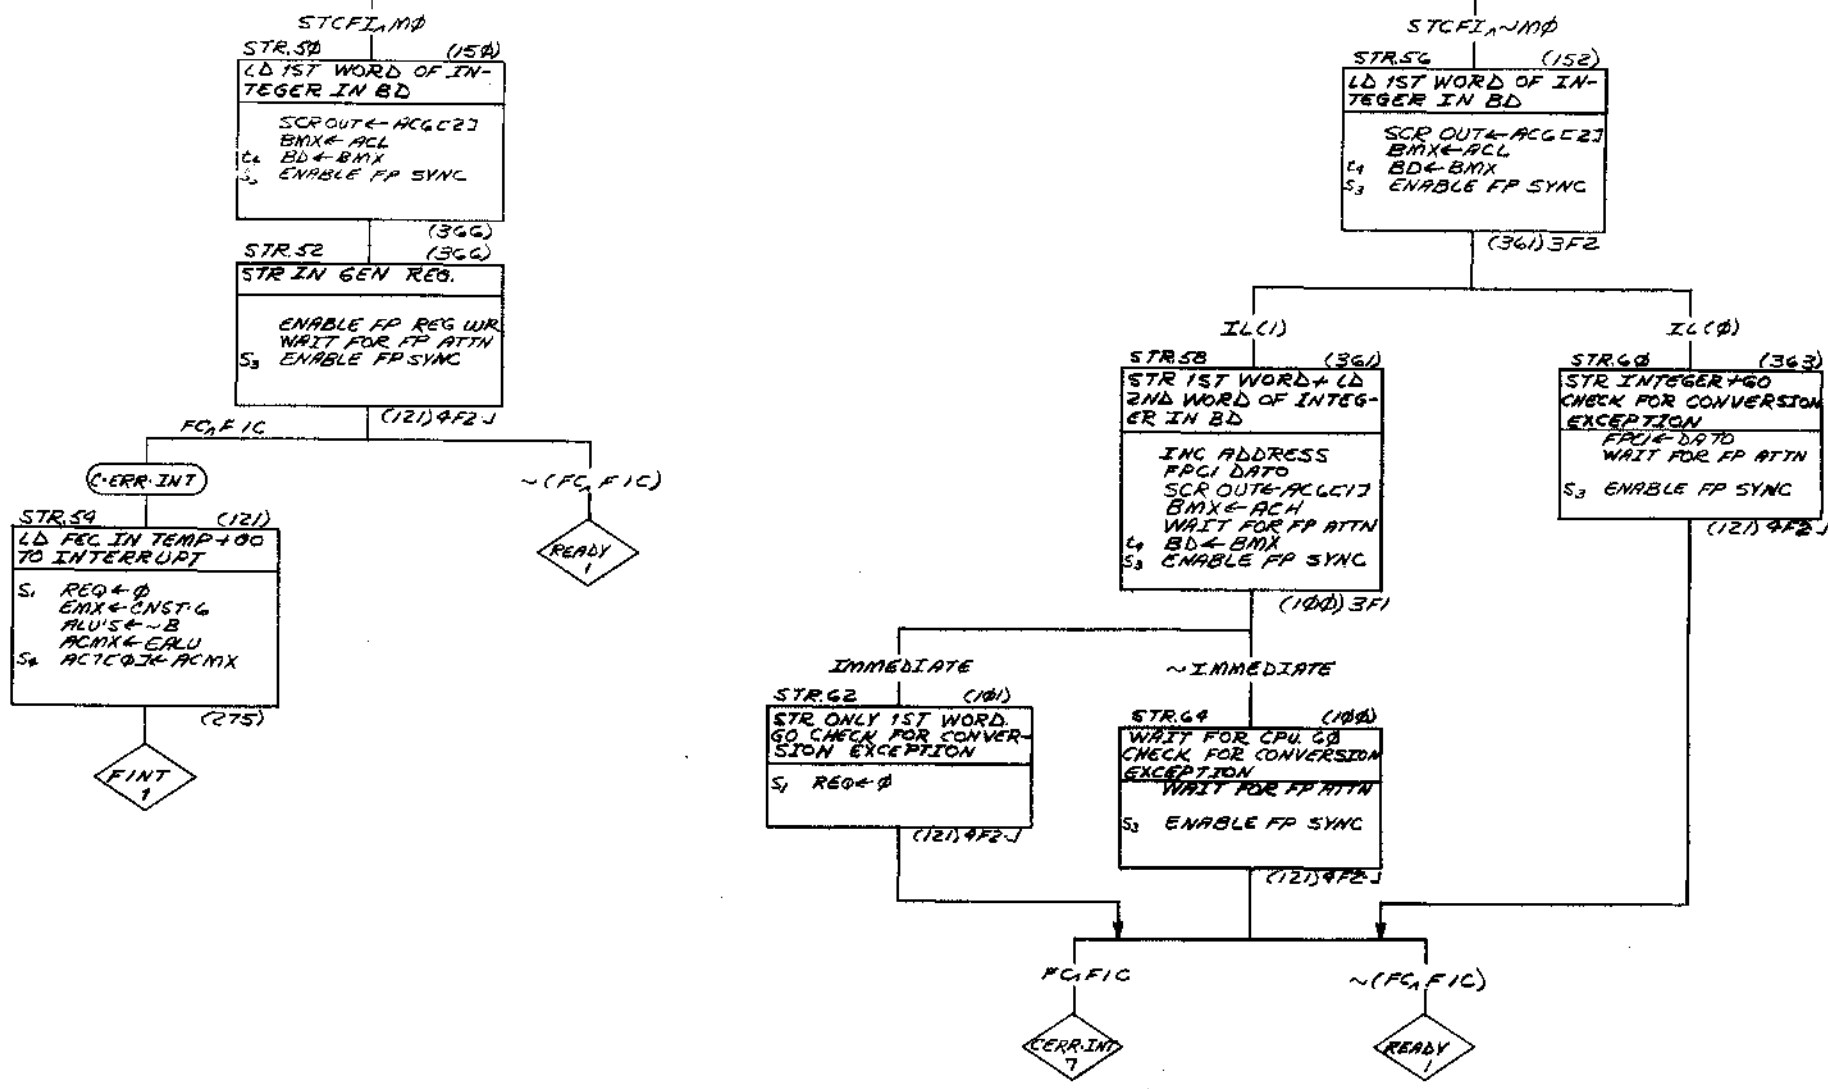 STCFI∧MØ
STR.50 (150)
LD 1ST WORD OF IN-
TEGER IN BD
SCR OUT←AC6[2]
BMX←ACL
BD←BMX
ENABLE FP SYNC
(366)
STR.52 (366)
STR IN GEN REG.
ENABLE FP REG WR
WAIT FOR FP ATTN
S3 ENABLE FP SYNC
(121)4F2-J
FC∧FIC
C·ERR·INT
~(FC∧FIC)
READY
1
STR.54 (121)
LD FEC IN TEMP+GO
TO INTERRUPT
S1 REQ←Ø
EMX←CNST·6
ALU'S←~B
ACMX←EALU
S4 AC7[Ø]←ACMX
(275)
FINT
1
STCFI∧~MØ
STR.56 (152)
LD 1ST WORD OF IN-
TEGER IN BD
SCR OUT←AC6[2]
BMX←ACL
t4 BD←BMX
S3 ENABLE FP SYNC
(361)3F2
IL(1)
IL(Ø)
STR.58 (361)
STR 1ST WORD+LD
2ND WORD OF INTEG-
ER IN BD
INC ADDRESS
FPC1 DATO
SCR OUT←AC6[1]
BMX←ACH
WAIT FOR FP ATTN
t4 BD←BMX
S3 ENABLE FP SYNC
(1ØØ)3F1
STR.6Ø (363)
STR INTEGER+GO
CHECK FOR CONVERSION
EXCEPTION
FPC1←DATO
WAIT FOR FP ATTN
S3 ENABLE FP SYNC
(121)4F2-J
IMMEDIATE
~IMMEDIATE
STR.62 (1Ø1)
STR ONLY 1ST WORD.
GO CHECK FOR CONVER-
SION EXCEPTION
S1 REQ←Ø
(121)4F2-J
STR.64 (1ØØ)
WAIT FOR CPU. GØ
CHECK FOR CONVERSION
EXCEPTION
WAIT FOR FP ATTN
S3 ENABLE FP SYNC
(121)4F2-J
FC∧FIC
~(FC∧FIC)
CERR·INT
7
READY
1